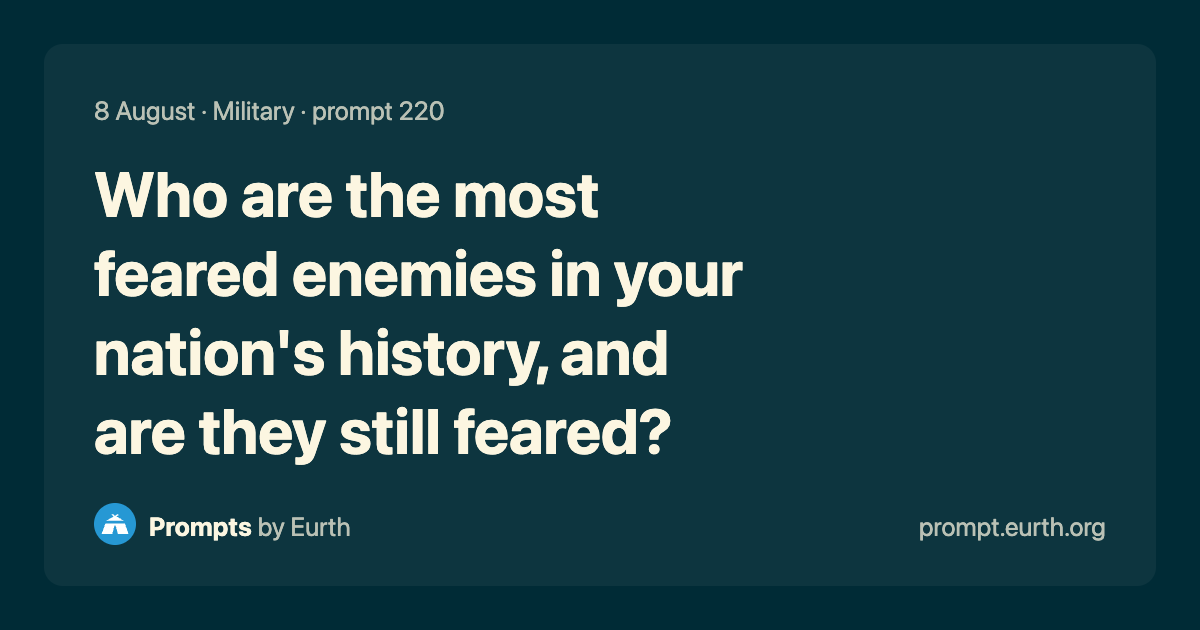 8 August · Military · prompt 220
Who are the most
feared enemies in your
nation's history, and
are they still feared?
Prompts by Eurth
prompt.eurth.org